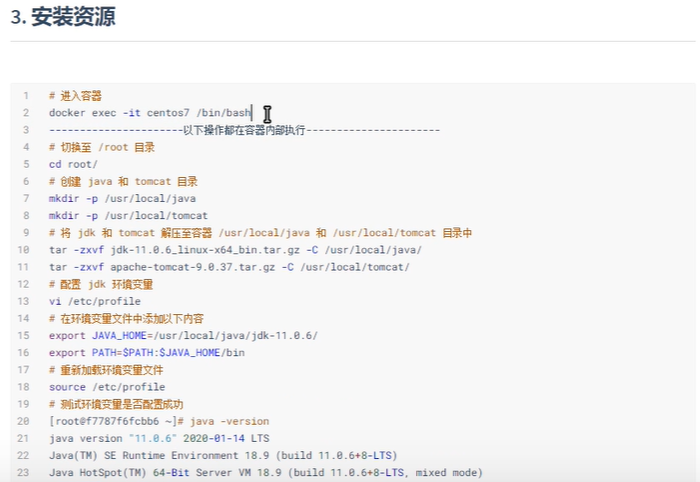 3. 安装资源
1 # 进入容器
2 docker exec -it centos7 /bin/bash
3 ----------------------以下操作都在容器内部执行----------------------
4 # 切换至 /root 目录
5 cd root/
6 # 创建 java 和 tomcat 目录
7 mkdir -p /usr/local/java
8 mkdir -p /usr/local/tomcat
9 # 将 jdk 和 tomcat 解压至容器 /usr/local/java 和 /usr/local/tomcat 目录中
10 tar -zxvf jdk-11.0.6_linux-x64_bin.tar.gz -C /usr/local/java/
11 tar -zxvf apache-tomcat-9.0.37.tar.gz -C /usr/local/tomcat/
12 # 配置 jdk 环境变量
13 vi /etc/profile
14 # 在环境变量文件中添加以下内容
15 export JAVA_HOME=/usr/local/java/jdk-11.0.6/
16 export PATH=$PATH:$JAVA_HOME/bin
17 # 重新加载环境变量文件
18 source /etc/profile
19 # 测试环境变量是否配置成功
20 [root@f7787f6fcbb6 ~]# java -version
21 java version "11.0.6" 2020-01-14 LTS
22 Java(TM) SE Runtime Environment 18.9 (build 11.0.6+8-LTS)
23 Java HotSpot(TM) 64-Bit Server VM 18.9 (build 11.0.6+8-LTS, mixed mode)